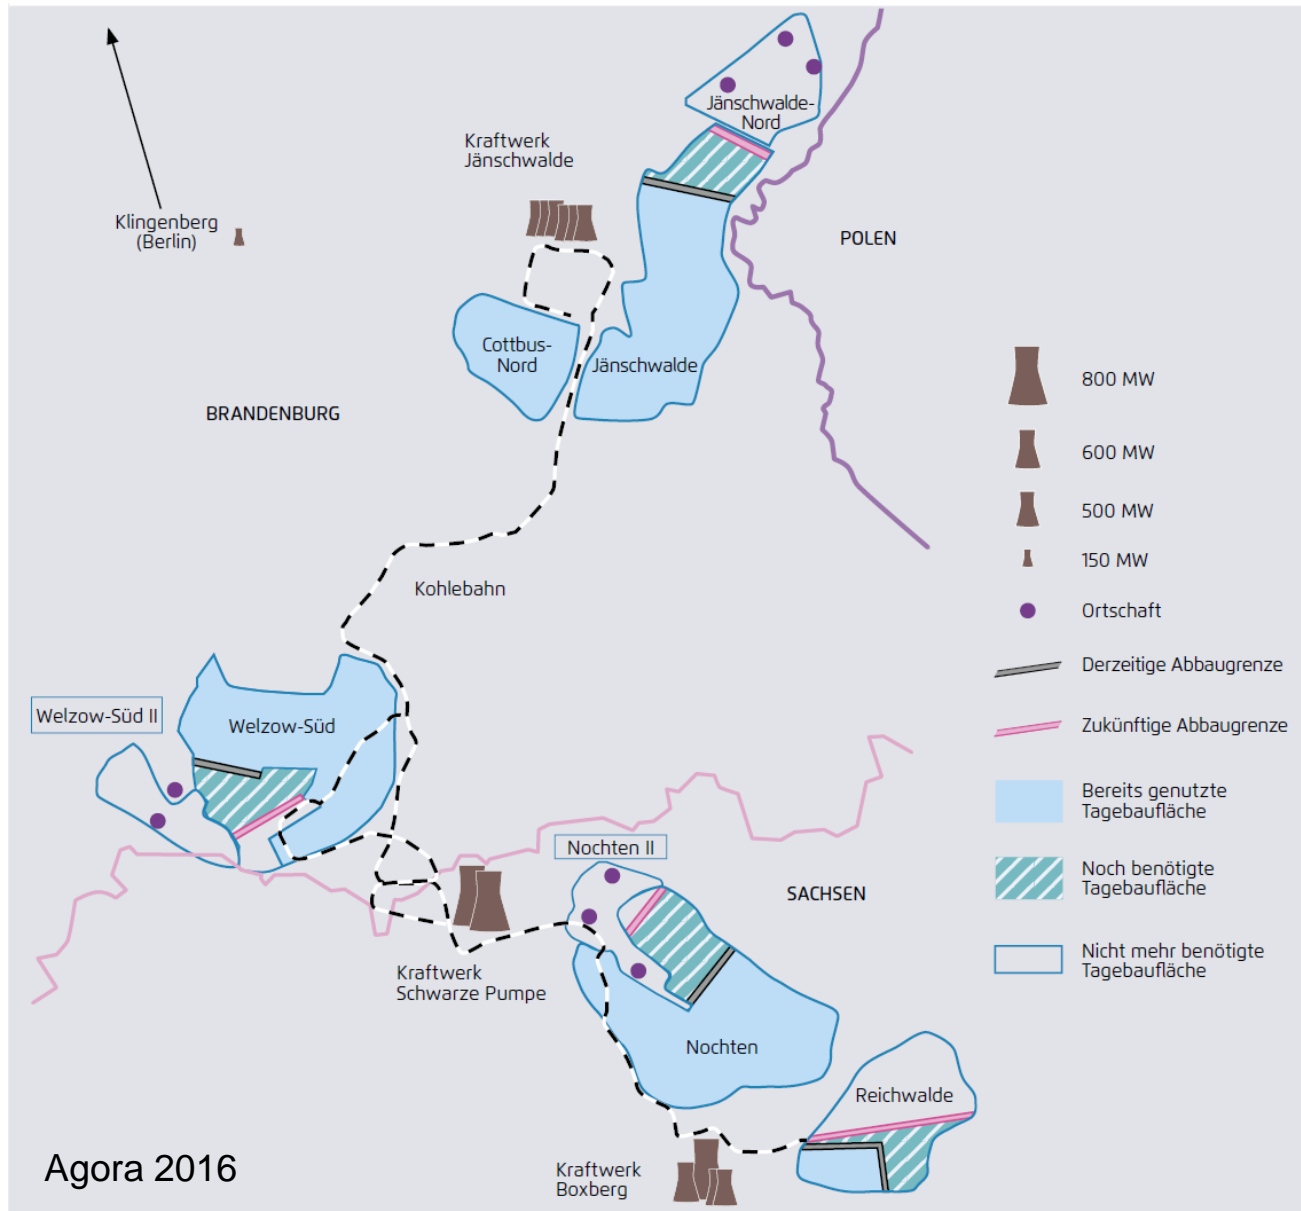 Jänschwalde-
Nord
Kraftwerk
Jänschwalde
Klingenberg
(Berlin)
POLEN
Cottbus-
Nord
Jänschwalde
BRANDENBURG
Kohlebahn
Welzow-Süd II
Welzow-Süd
Nochten II
SACHSEN
Kraftwerk
Schwarze Pumpe
Nochten
Reichwalde
Kraftwerk
Boxberg
Agora 2016
800 MW
600 MW
500 MW
150 MW
Ortschaft
Derzeitige Abbaugrenze
Zukünftige Abbaugrenze
Bereits genutzte
Tagebaufläche
Noch benötigte
Tagebaufläche
Nicht mehr benötigte
Tagebaufläche